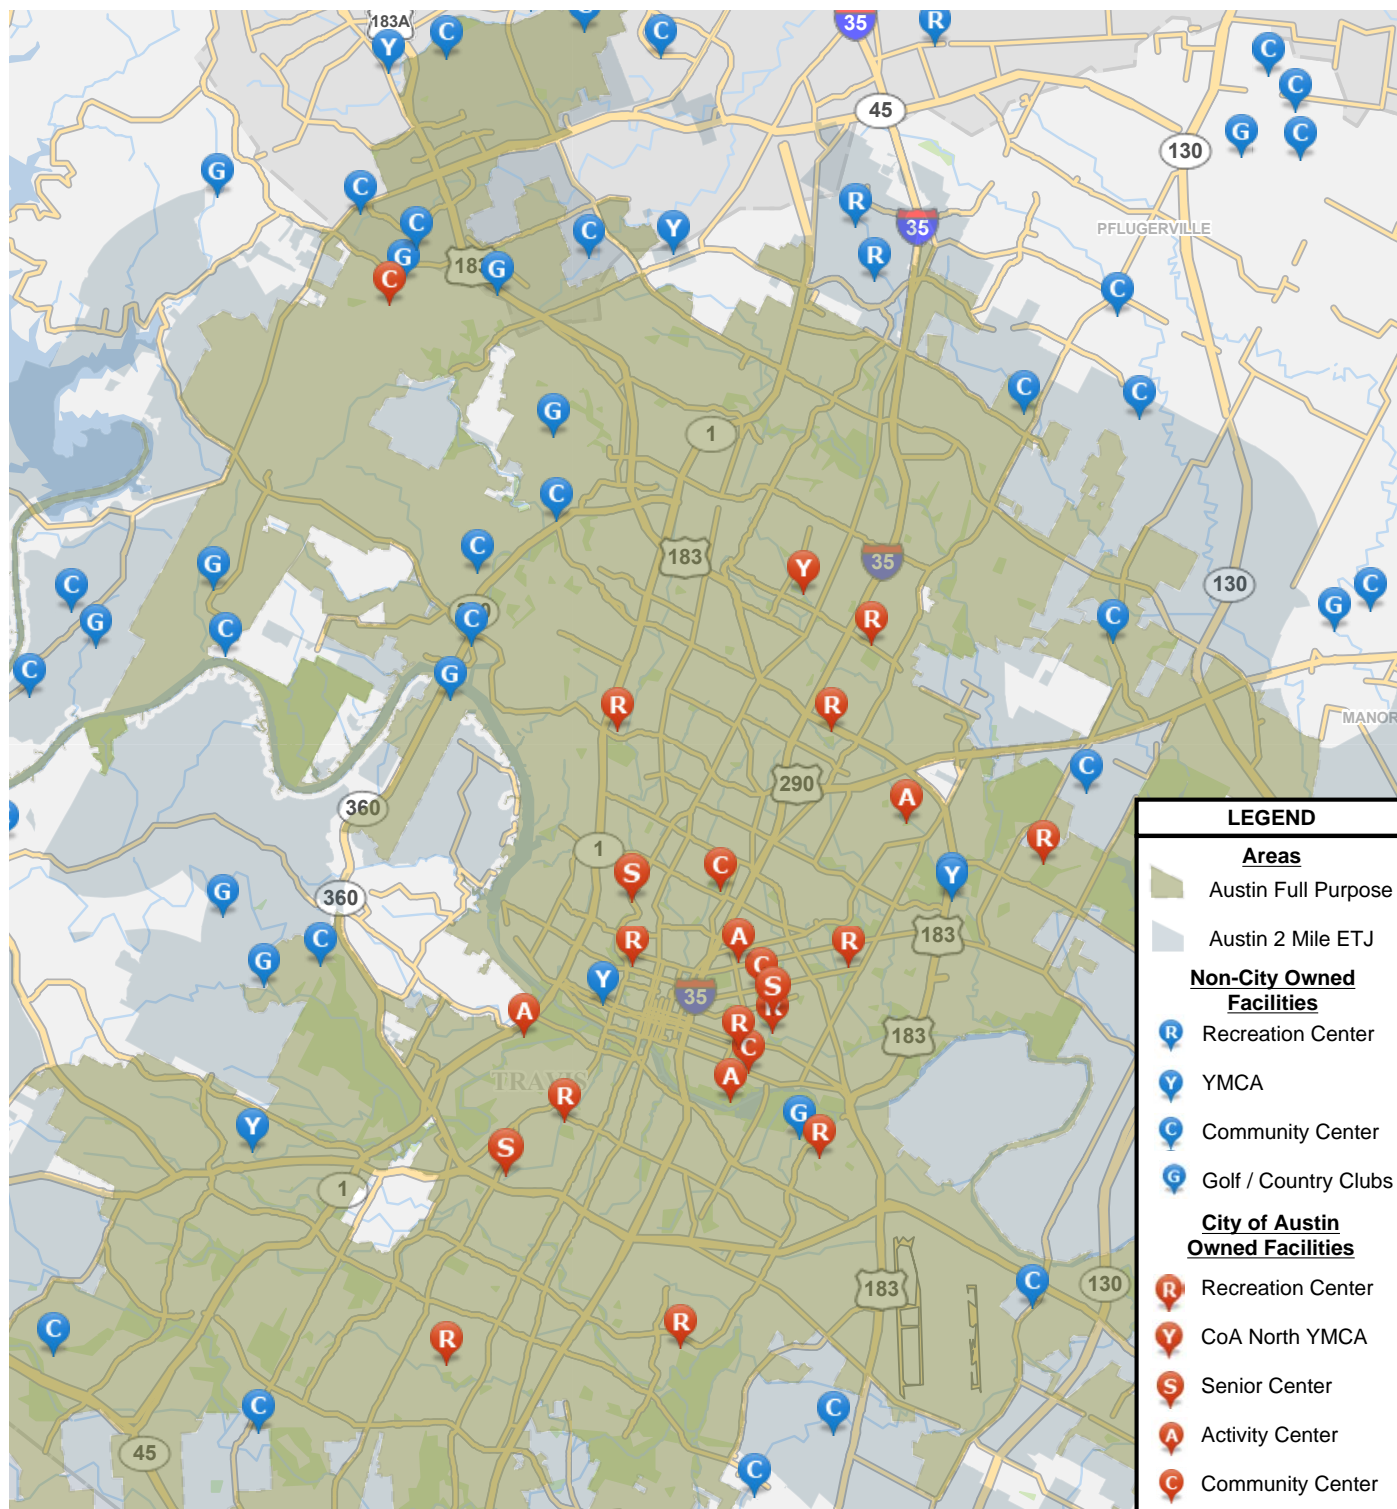 183A
35
Y
C
C
C
R
C
C
45
G
C
130
G
C
R
C
C
Y
35
PFLUGERVILLE
G
183
G
R
C
C
C
C
G
1
C
C
183
Y
35
G
C
130
C
G
R
C
G
C
C
C
G
R
R
MANOR
C
290
360
A
LEGEND
R
1
Areas
C
S
Y
Austin Full Purpose
G
360
C
R
A
R
183
Austin 2 Mile ETJ
G
C
Y
S
35
Non-City Owned
Facilities
A
R
R
Recreation Center
183
C
TRAVIS
A
Y YMCA
R
G
Y
R
C Community Center
S
1
G Golf / Country Clubs
City of Austin
Owned Facilities
183
C
130
R Recreation Center
C
R
R
Y CoA North YMCA
S Senior Center
C
C
A Activity Center
45
C
C Community Center